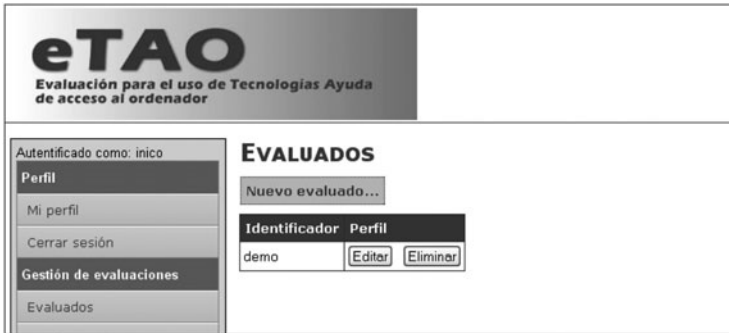 eTAO
Evaluación para el uso de Tecnologías Ayuda
de acceso al ordenador
Autentificado como: inico
Perfil
Mi perfil
Cerrar sesión
Gestión de evaluaciones
Evaluados
EVALUADOS
Nuevo evaluado...
Identificador Perfil
demo Editar Eliminar